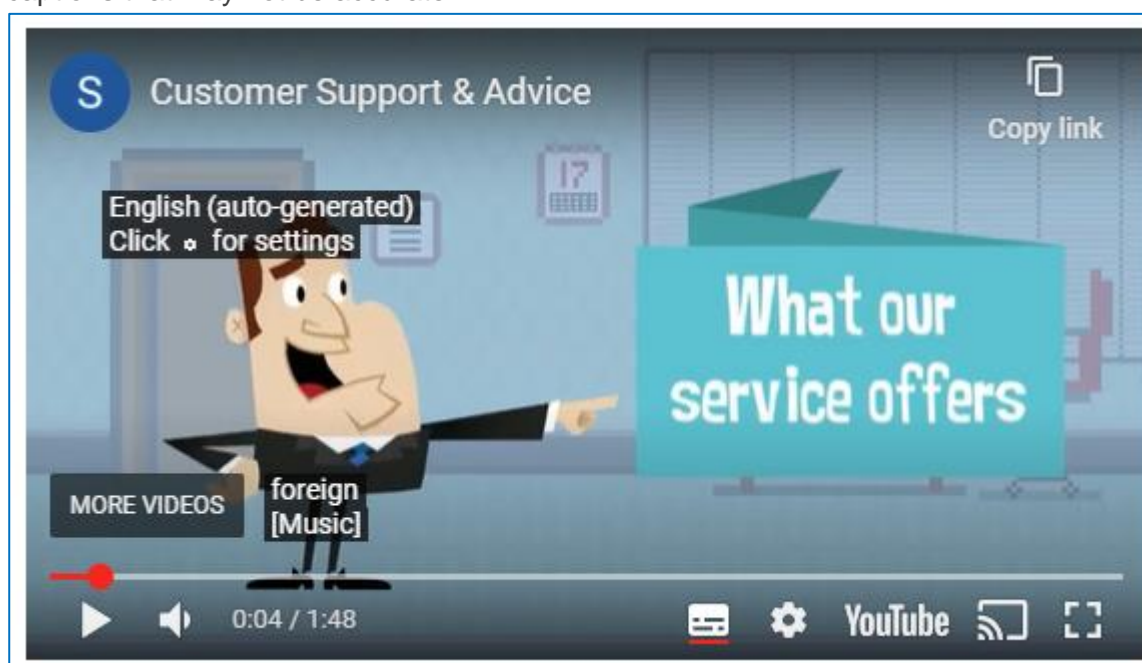 S
Customer Support & Advice
Copy link
17
English (auto-generated)
Click for settings
What our
service offers
MORE VIDEOS
foreign
[Music]
0:04 / 1:48
YouTube